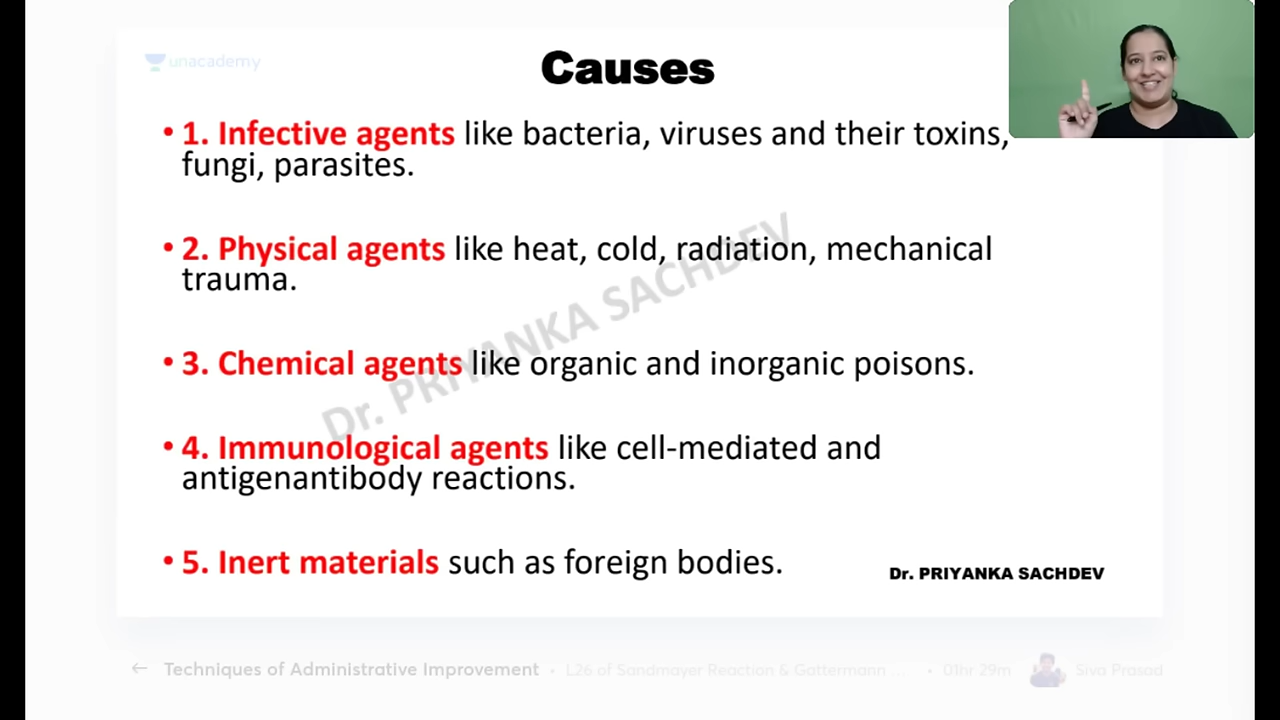 unacademy
Causes
• 1. Infective agents like bacteria, viruses and their toxins,
fungi, parasites.
• 2. Physical agents like heat, cold, radiation, mechanical
trauma.
• 3. Chemical agents like organic and inorganic poisons.
• 4. Immunological agents like cell-mediated and
antigenantibody reactions.
• 5. Inert materials such as foreign bodies.
Dr. PRIYANKA SACHDEV
Dr. PRIYANKA SACHDEV
← Techniques of Administrative Improvement • L26 of Sandmayer Reaction & Gattermann ... • 01hr 29m Siva Prasad